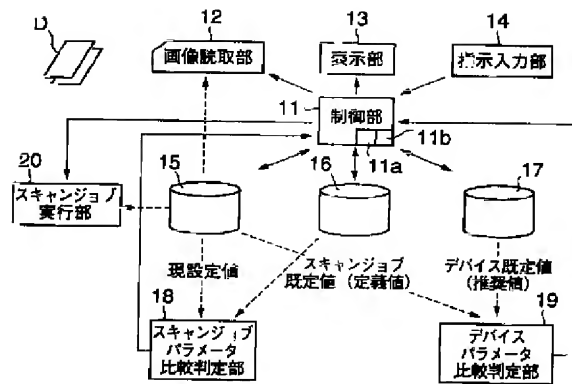 D
12
13
14
画像読取部
表示部
指示入力部
11
制御部
11b
11a
20
スキャンジョブ
実行部
15
16
17
現設定値
スキャンジョブ
既定値(定義値)
デバイス既定値
(推奨値)
18
スキャンジョブ
パラメータ
比較判定部
19
デバイス
パラメータ
比較判定部